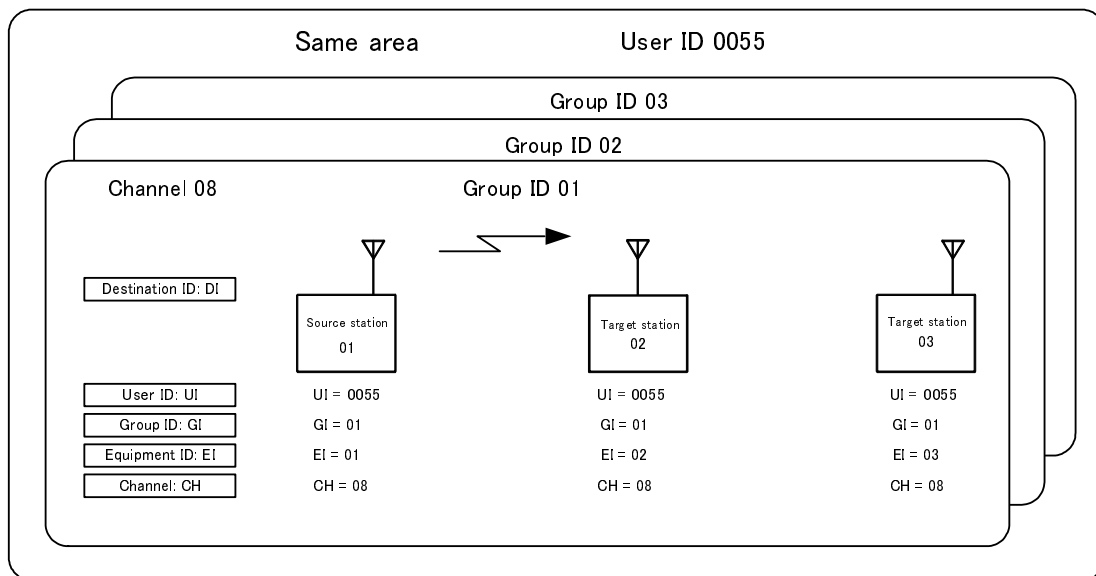 Same area User ID 0055
Group ID 03
Group ID 02
Channel 08 Group ID 01
Destination ID: DI
Source station
01
Target station
02
Target station
03
User ID: UI UI = 0055 UI = 0055 UI = 0055
Group ID: GI GI = 01 GI = 01 GI = 01
Equipment ID: EI EI = 01 EI = 02 EI = 03
Channel: CH CH = 08 CH = 08 CH = 08